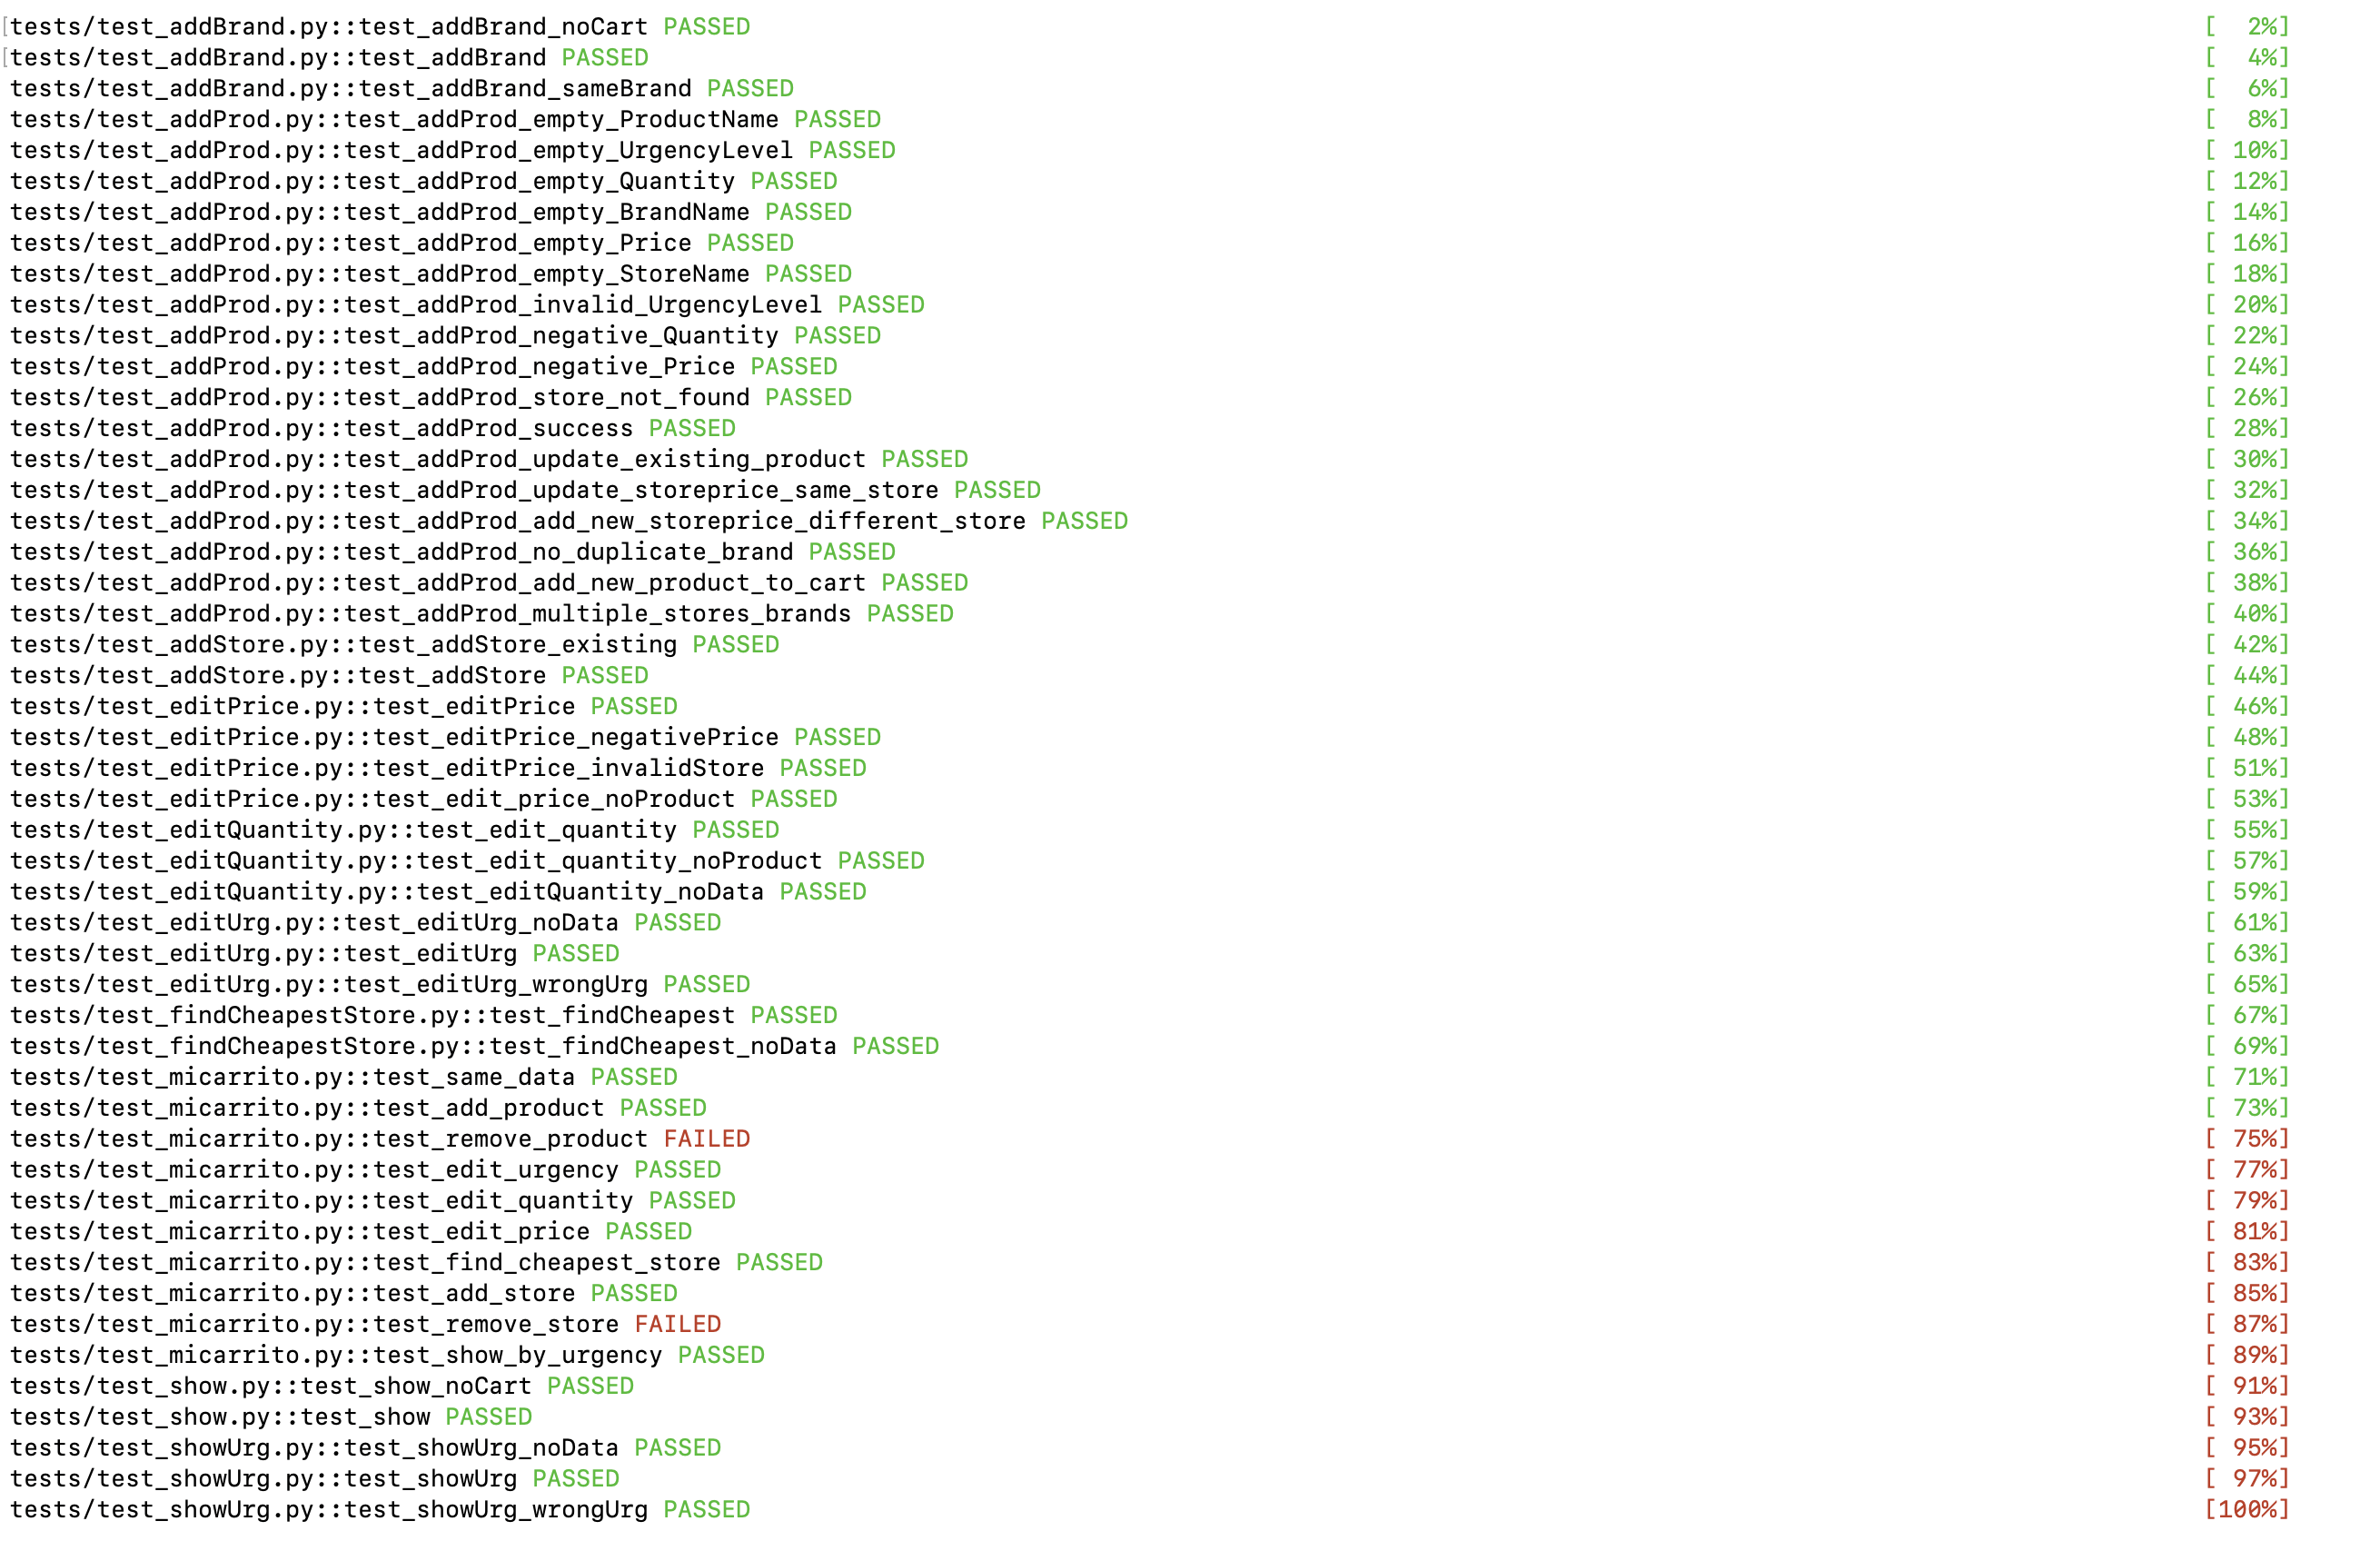 [tests/test_addBrand.py::test_addBrand_noCart PASSED [  2%]
[tests/test_addBrand.py::test_addBrand PASSED [  4%]
tests/test_addBrand.py::test_addBrand_sameBrand PASSED [  6%]
tests/test_addProd.py::test_addProd_empty_ProductName PASSED [  8%]
tests/test_addProd.py::test_addProd_empty_UrgencyLevel PASSED [ 10%]
tests/test_addProd.py::test_addProd_empty_Quantity PASSED [ 12%]
tests/test_addProd.py::test_addProd_empty_BrandName PASSED [ 14%]
tests/test_addProd.py::test_addProd_empty_Price PASSED [ 16%]
tests/test_addProd.py::test_addProd_empty_StoreName PASSED [ 18%]
tests/test_addProd.py::test_addProd_invalid_UrgencyLevel PASSED [ 20%]
tests/test_addProd.py::test_addProd_negative_Quantity PASSED [ 22%]
tests/test_addProd.py::test_addProd_negative_Price PASSED [ 24%]
tests/test_addProd.py::test_addProd_store_not_found PASSED [ 26%]
tests/test_addProd.py::test_addProd_success PASSED [ 28%]
tests/test_addProd.py::test_addProd_update_existing_product PASSED [ 30%]
tests/test_addProd.py::test_addProd_update_storeprice_same_store PASSED [ 32%]
tests/test_addProd.py::test_addProd_add_new_storeprice_different_store PASSED [ 34%]
tests/test_addProd.py::test_addProd_no_duplicate_brand PASSED [ 36%]
tests/test_addProd.py::test_addProd_add_new_product_to_cart PASSED [ 38%]
tests/test_addProd.py::test_addProd_multiple_stores_brands PASSED [ 40%]
tests/test_addStore.py::test_addStore_existing PASSED [ 42%]
tests/test_addStore.py::test_addStore PASSED [ 44%]
tests/test_editPrice.py::test_editPrice PASSED [ 46%]
tests/test_editPrice.py::test_editPrice_negativePrice PASSED [ 48%]
tests/test_editPrice.py::test_editPrice_invalidStore PASSED [ 51%]
tests/test_editPrice.py::test_edit_price_noProduct PASSED [ 53%]
tests/test_editQuantity.py::test_edit_quantity PASSED [ 55%]
tests/test_editQuantity.py::test_edit_quantity_noProduct PASSED [ 57%]
tests/test_editQuantity.py::test_editQuantity_noData PASSED [ 59%]
tests/test_editUrg.py::test_editUrg_noData PASSED [ 61%]
tests/test_editUrg.py::test_editUrg PASSED [ 63%]
tests/test_editUrg.py::test_editUrg_wrongUrg PASSED [ 65%]
tests/test_findCheapestStore.py::test_findCheapest PASSED [ 67%]
tests/test_findCheapestStore.py::test_findCheapest_noData PASSED [ 69%]
tests/test_micarrito.py::test_same_data PASSED [ 71%]
tests/test_micarrito.py::test_add_product PASSED [ 73%]
tests/test_micarrito.py::test_remove_product FAILED [ 75%]
tests/test_micarrito.py::test_edit_urgency PASSED [ 77%]
tests/test_micarrito.py::test_edit_quantity PASSED [ 79%]
tests/test_micarrito.py::test_edit_price PASSED [ 81%]
tests/test_micarrito.py::test_find_cheapest_store PASSED [ 83%]
tests/test_micarrito.py::test_add_store PASSED [ 85%]
tests/test_micarrito.py::test_remove_store FAILED [ 87%]
tests/test_micarrito.py::test_show_by_urgency PASSED [ 89%]
tests/test_show.py::test_show_noCart PASSED [ 91%]
tests/test_show.py::test_show PASSED [ 93%]
tests/test_showUrg.py::test_showUrg_noData PASSED [ 95%]
tests/test_showUrg.py::test_showUrg PASSED [ 97%]
tests/test_showUrg.py::test_showUrg_wrongUrg PASSED [100%]